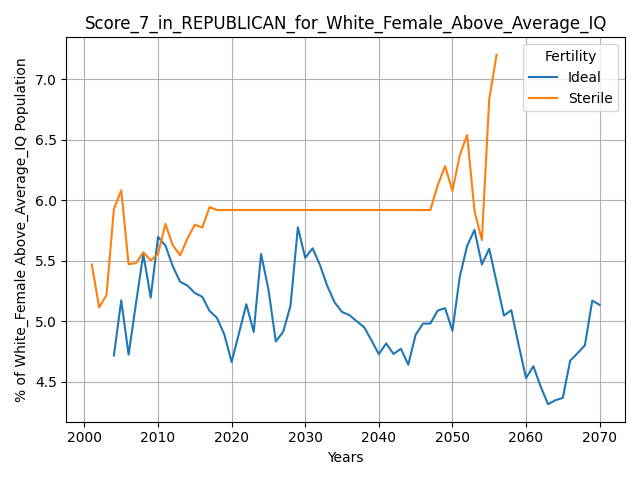 Score_7_in_REPUBLICAN_for_White_Female_Above_Average_IQ
% of White_Female Above_Average_IQ Population
7.0
6.5
6.0
5.5
5.0
4.5
Fertility
Ideal
Sterile
2000 2010 2020 2030 2040 2050 2060 2070
Years